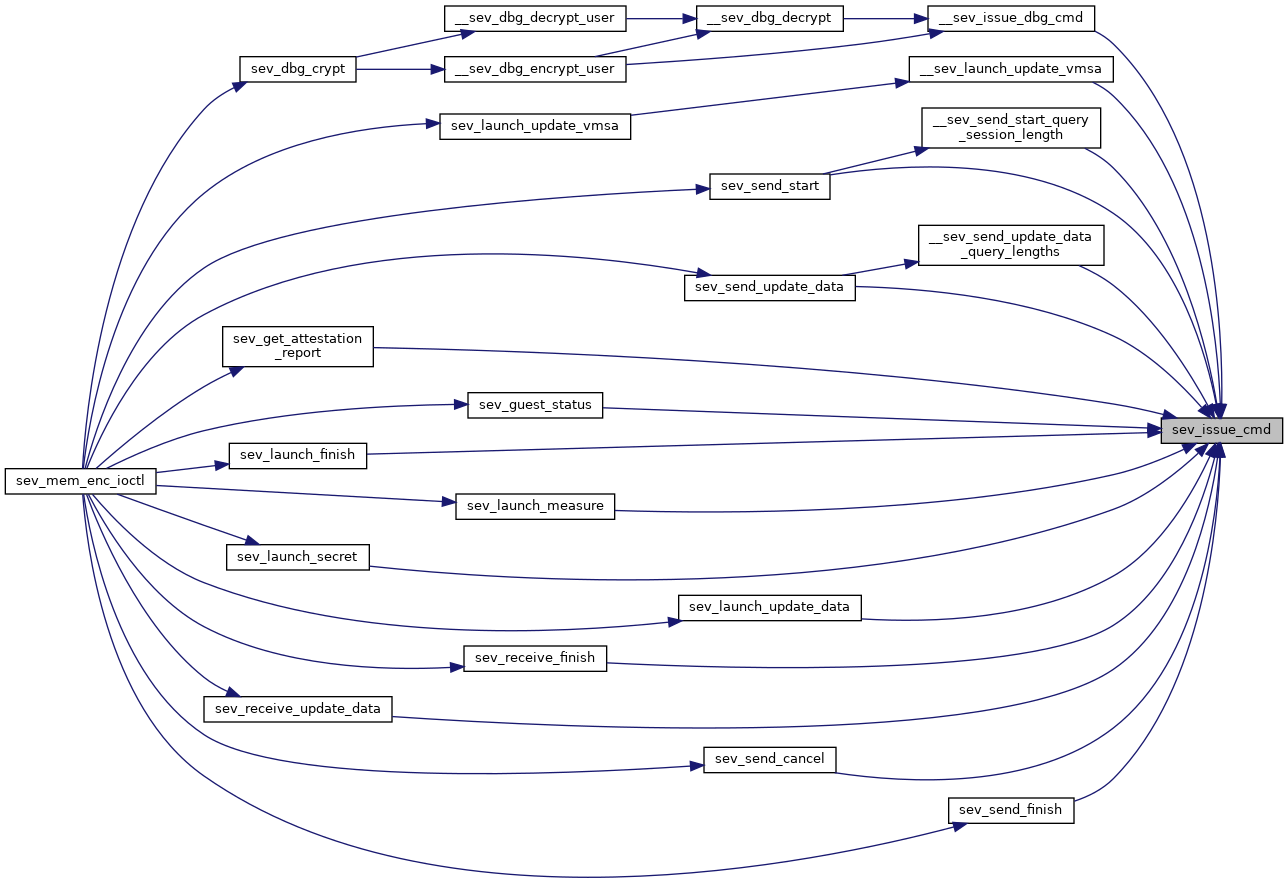 __sev_dbg_decrypt_user
__sev_dbg_decrypt
__sev_issue_dbg_cmd
sev_dbg_crypt
__sev_dbg_encrypt_user
__sev_launch_update_vmsa
sev_launch_update_vmsa
__sev_send_start_query
_session_length
sev_send_start
__sev_send_update_data
_query_lengths
sev_send_update_data
sev_get_attestation
_report
sev_guest_status
sev_issue_cmd
sev_launch_finish
sev_mem_enc_ioctl
sev_launch_measure
sev_launch_secret
sev_launch_update_data
sev_receive_finish
sev_receive_update_data
sev_send_cancel
sev_send_finish